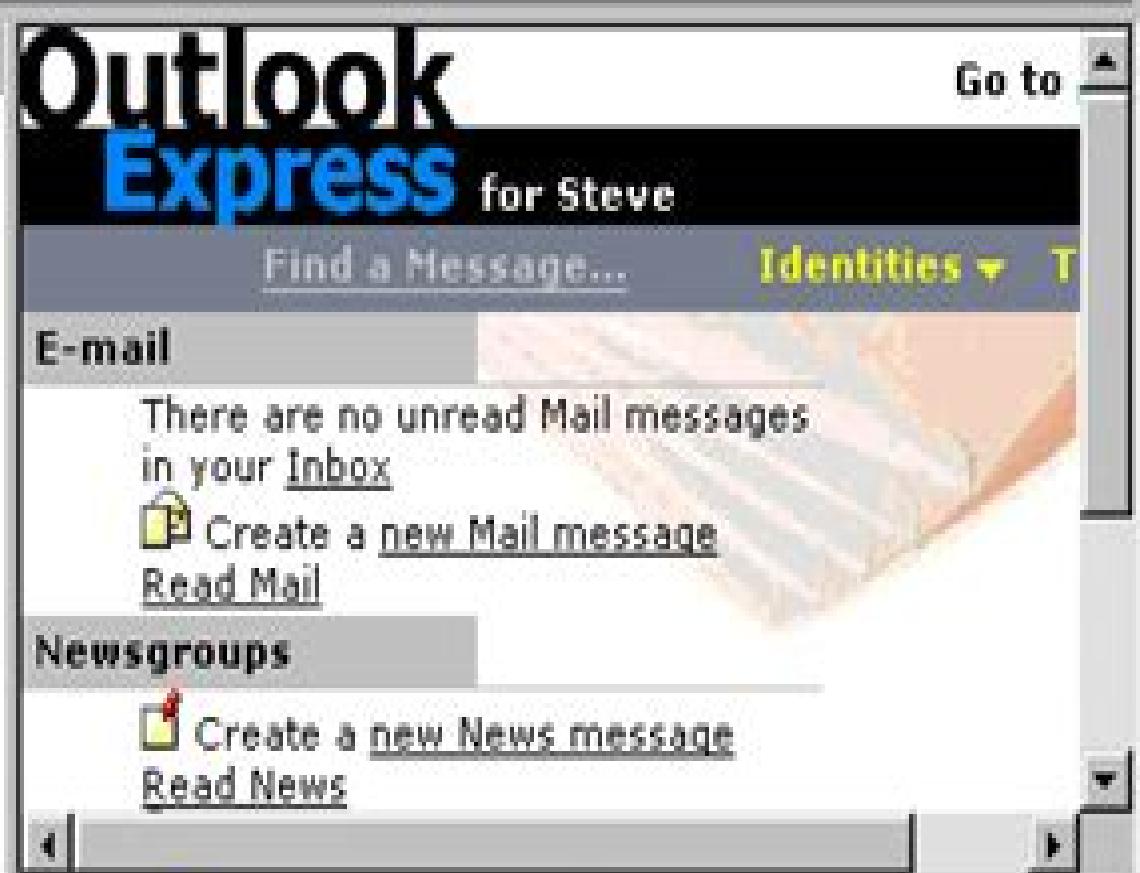 Outlook
Go to
Express for Steve
Find a Message... Identities T
E-mail
There are no unread Mail messages
in your Inbox
Create a new Mail message
Read Mail
Newsgroups
Create a new News message
Read News